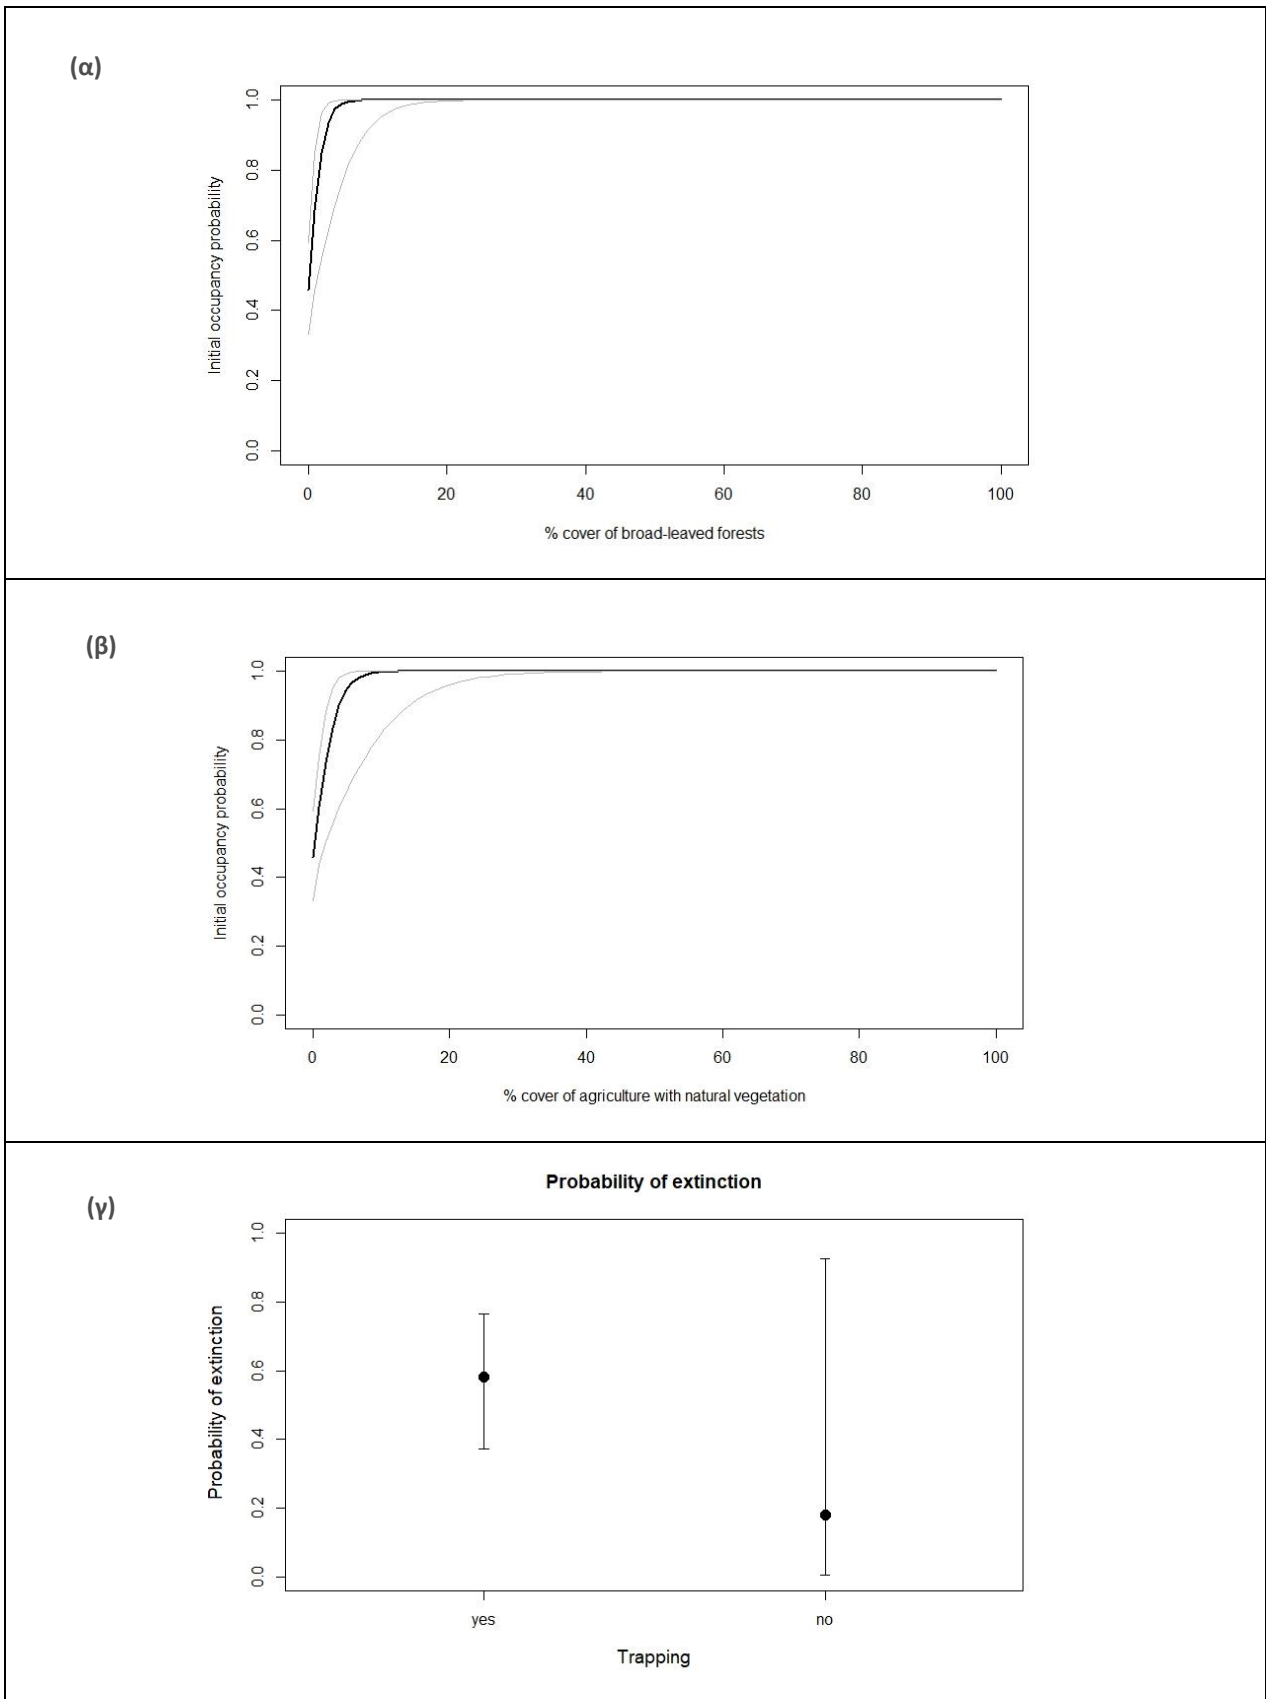 (α)
Initial occupancy probability
1.0
0.8
0.6
0.4
0.2
0.0
0 20 40 60 80 100
% cover of broad-leaved forests
(β)
Initial occupancy probability
1.0
0.8
0.6
0.4
0.2
0.0
0 20 40 60 80 100
% cover of agriculture with natural vegetation
(γ)
Probability of extinction
Probability of extinction
1.0
0.8
0.6
0.4
0.2
0.0
yes no
Trapping